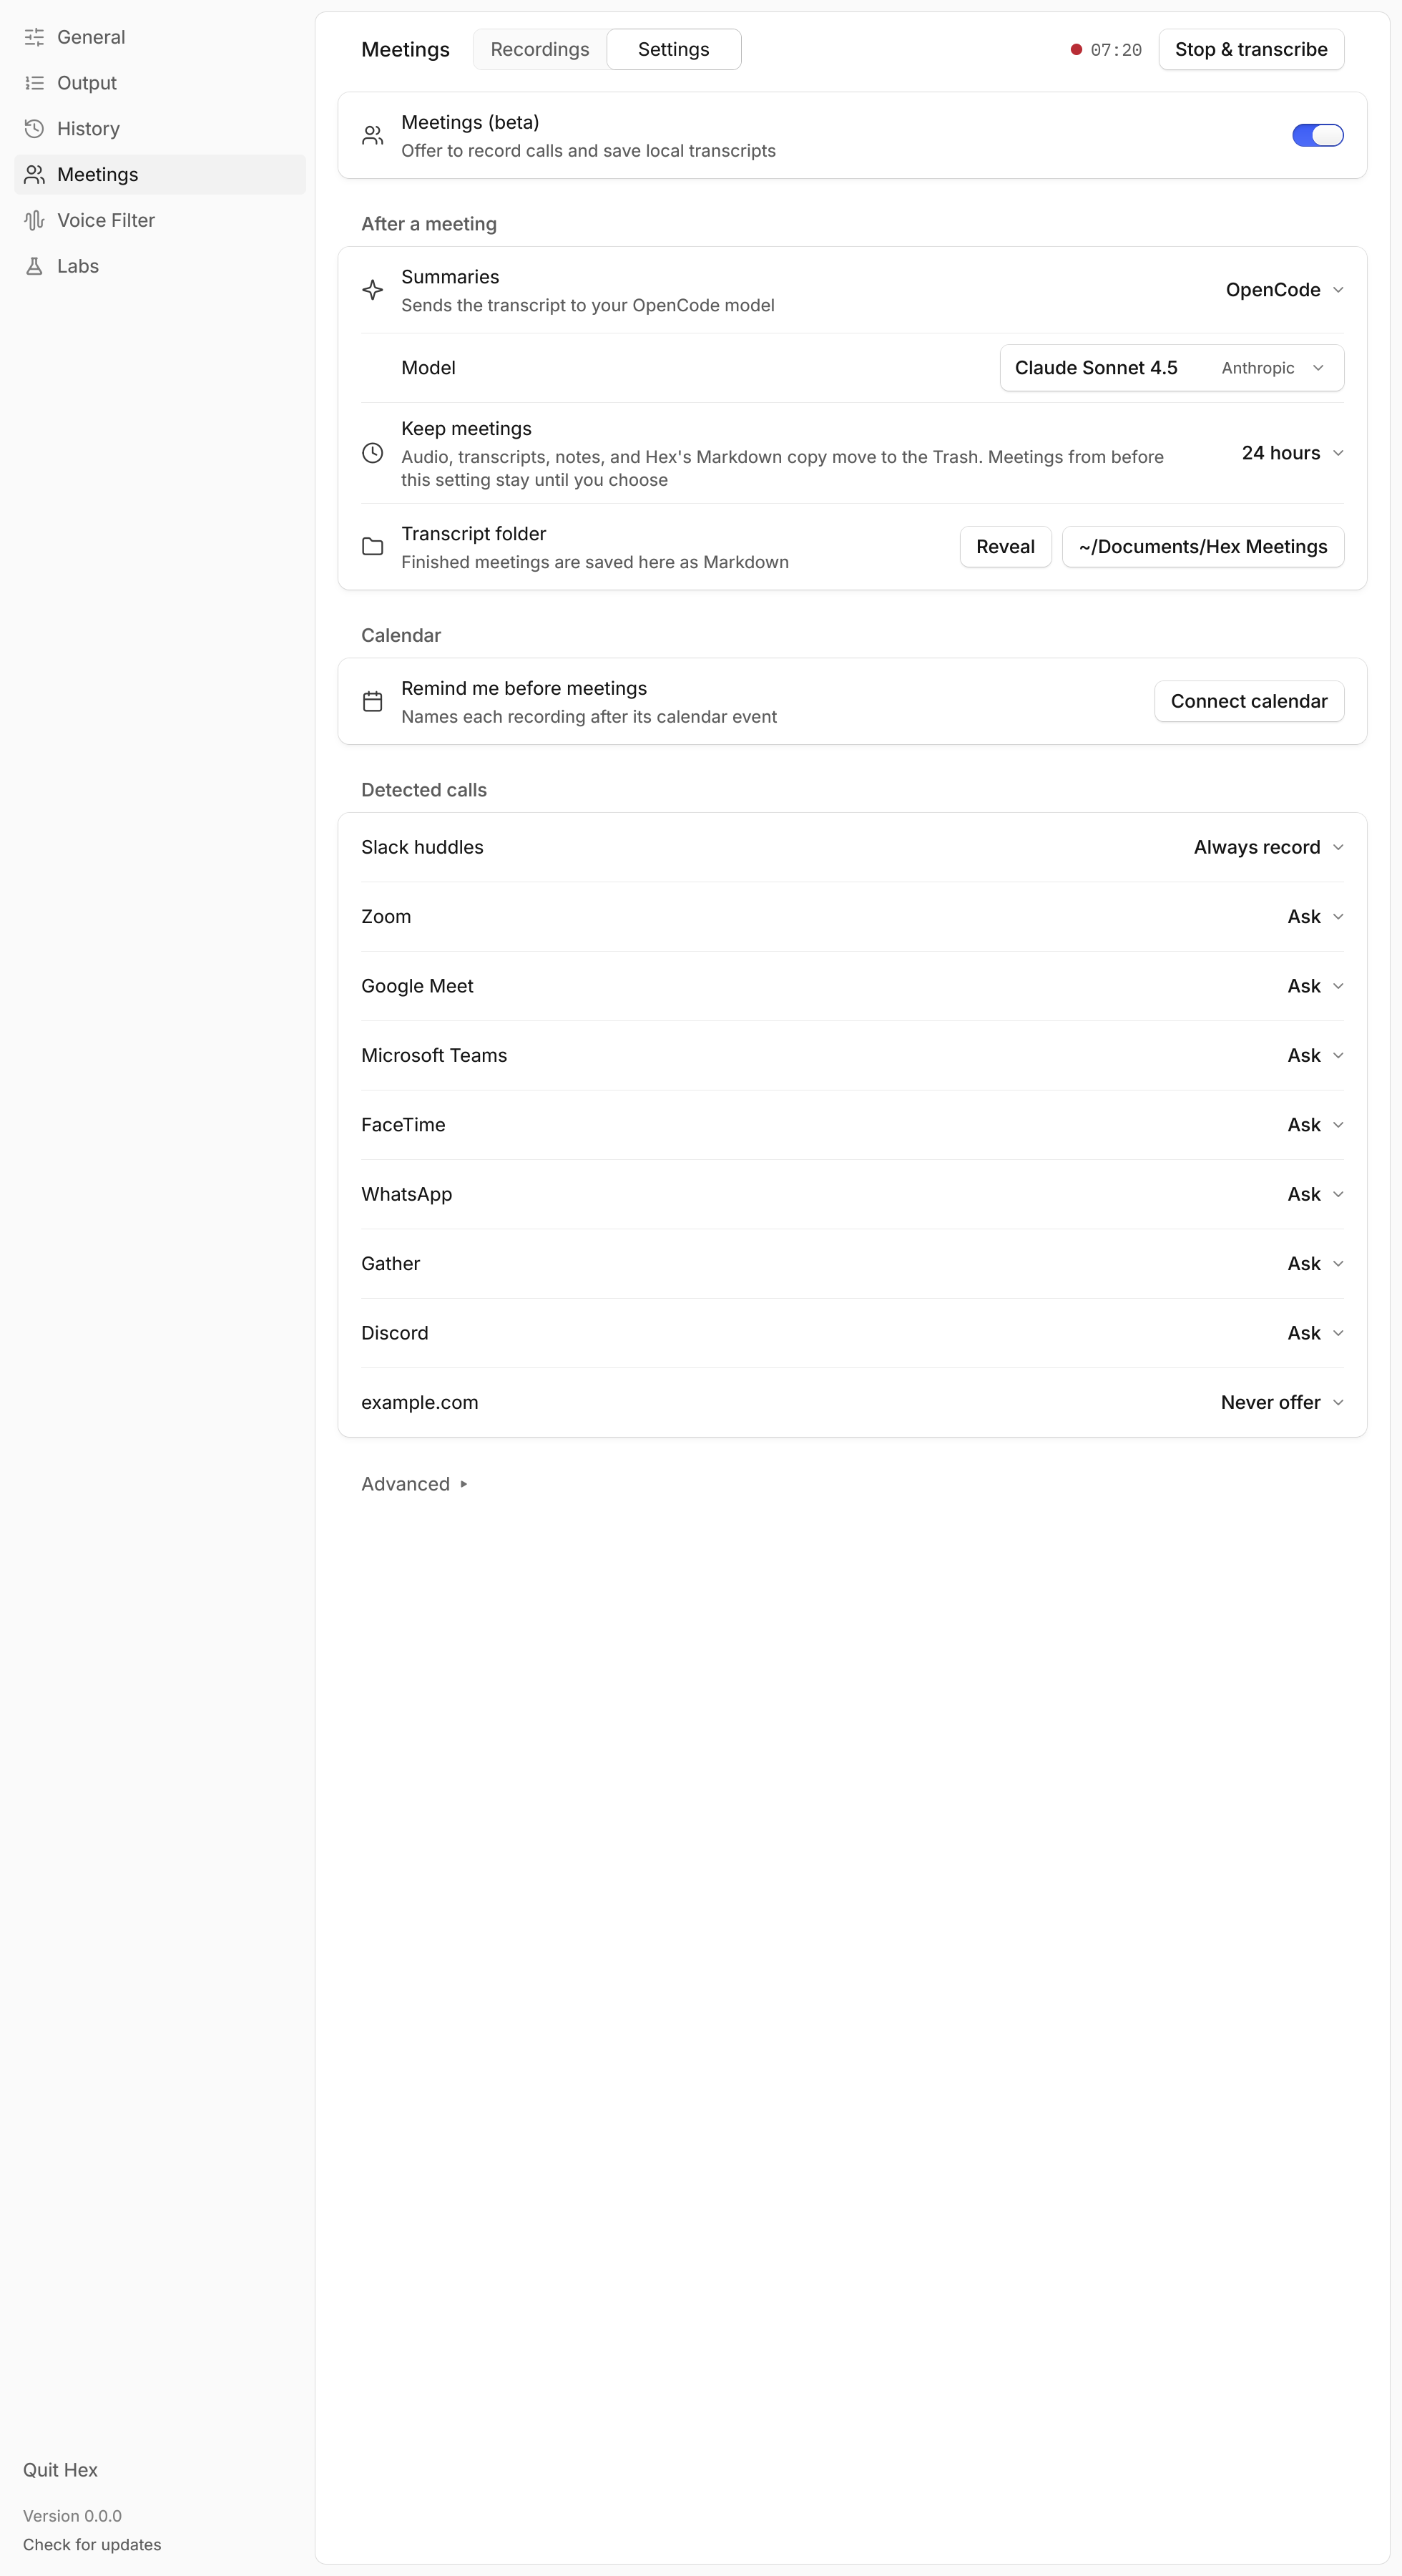 General
Output
History
Meetings
Voice Filter
Labs
Meetings
Recordings
Settings
07:20
Stop & transcribe
Meetings (beta)
Offer to record calls and save local transcripts
After a meeting
Summaries
Sends the transcript to your OpenCode model
OpenCode
Model
Claude Sonnet 4.5
Anthropic
Keep meetings
Audio, transcripts, notes, and Hex's Markdown copy move to the Trash. Meetings from before
this setting stay until you choose
24 hours
Transcript folder
Finished meetings are saved here as Markdown
Reveal
~/Documents/Hex Meetings
Calendar
Remind me before meetings
Names each recording after its calendar event
Connect calendar
Detected calls
Slack huddles
Always record
Zoom
Ask
Google Meet
Ask
Microsoft Teams
Ask
FaceTime
Ask
WhatsApp
Ask
Gather
Ask
Discord
Ask
example.com
Never offer
Advanced
Quit Hex
Version 0.0.0
Check for updates